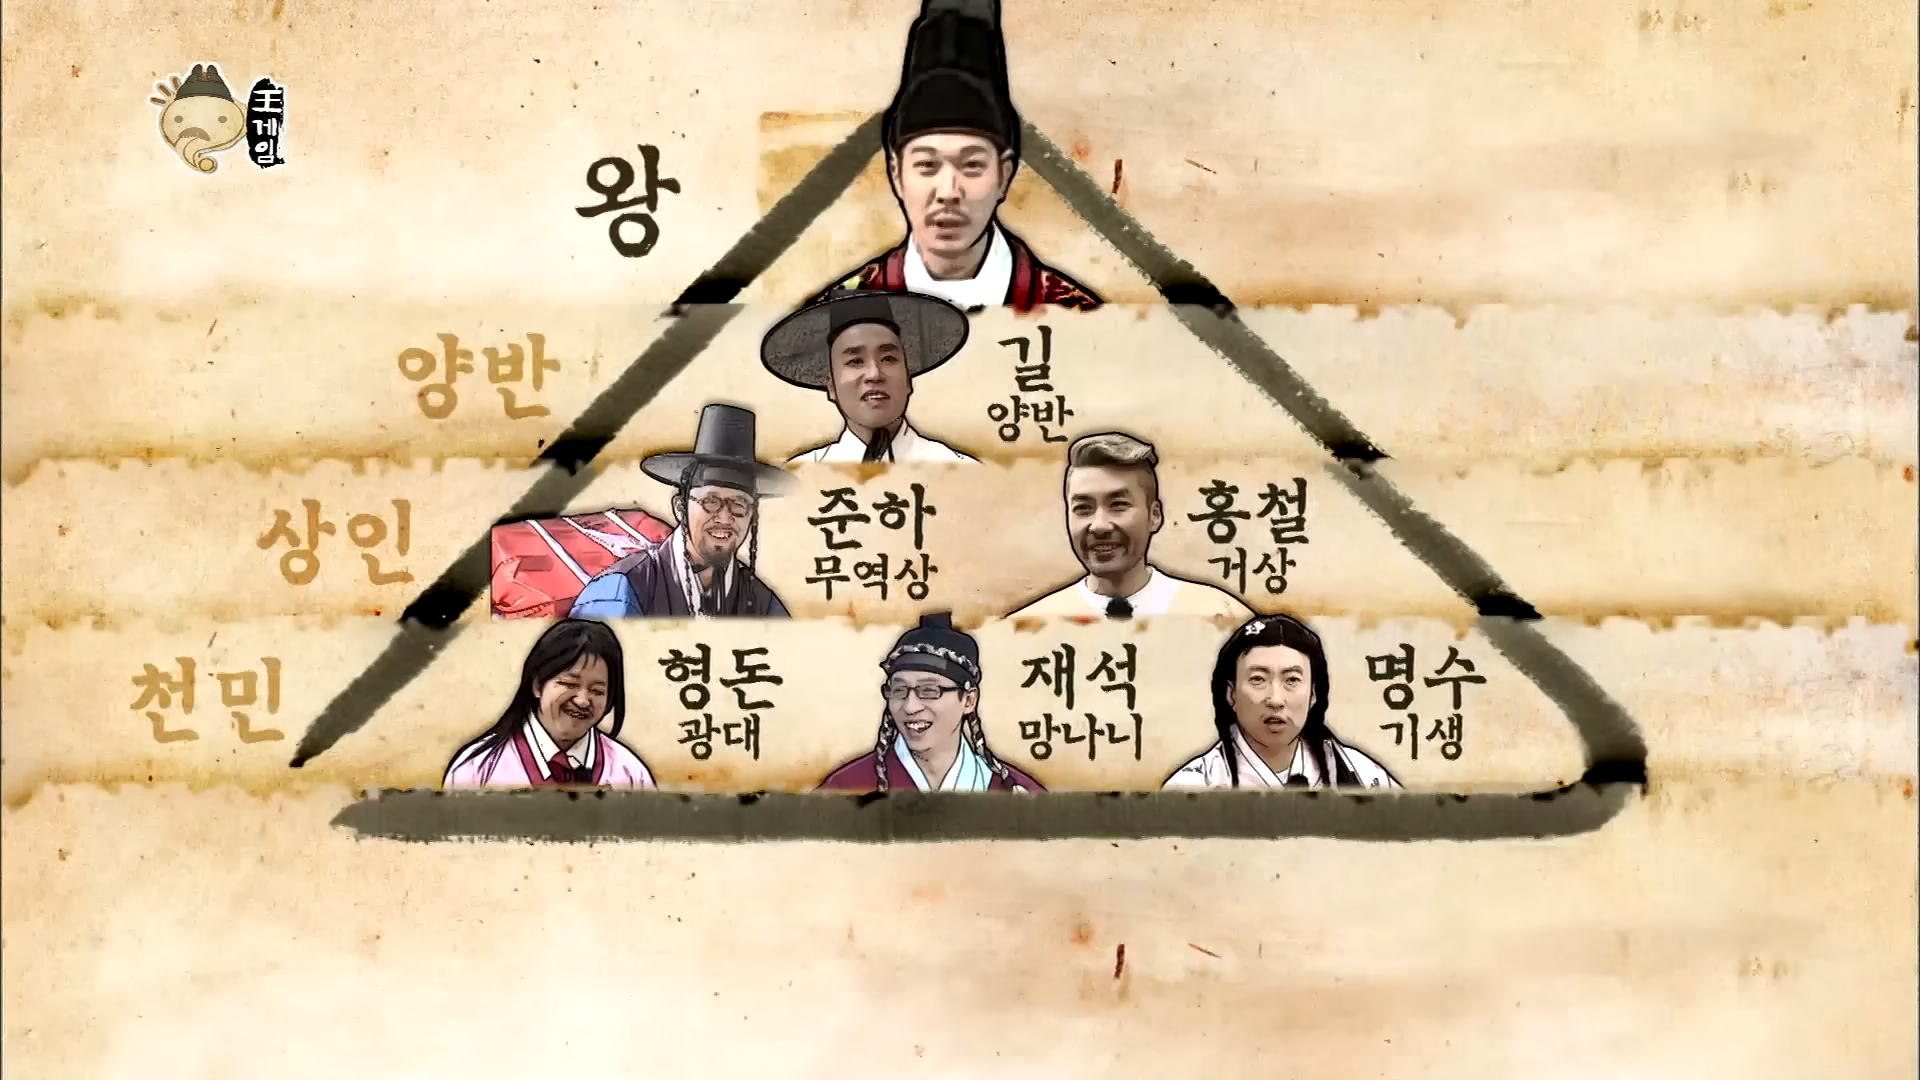 王
게
임
왕
양반
길
양반
상인
준하
무역상
홍철
거상
천민
형돈
광대
재석
망나니
명수
기생